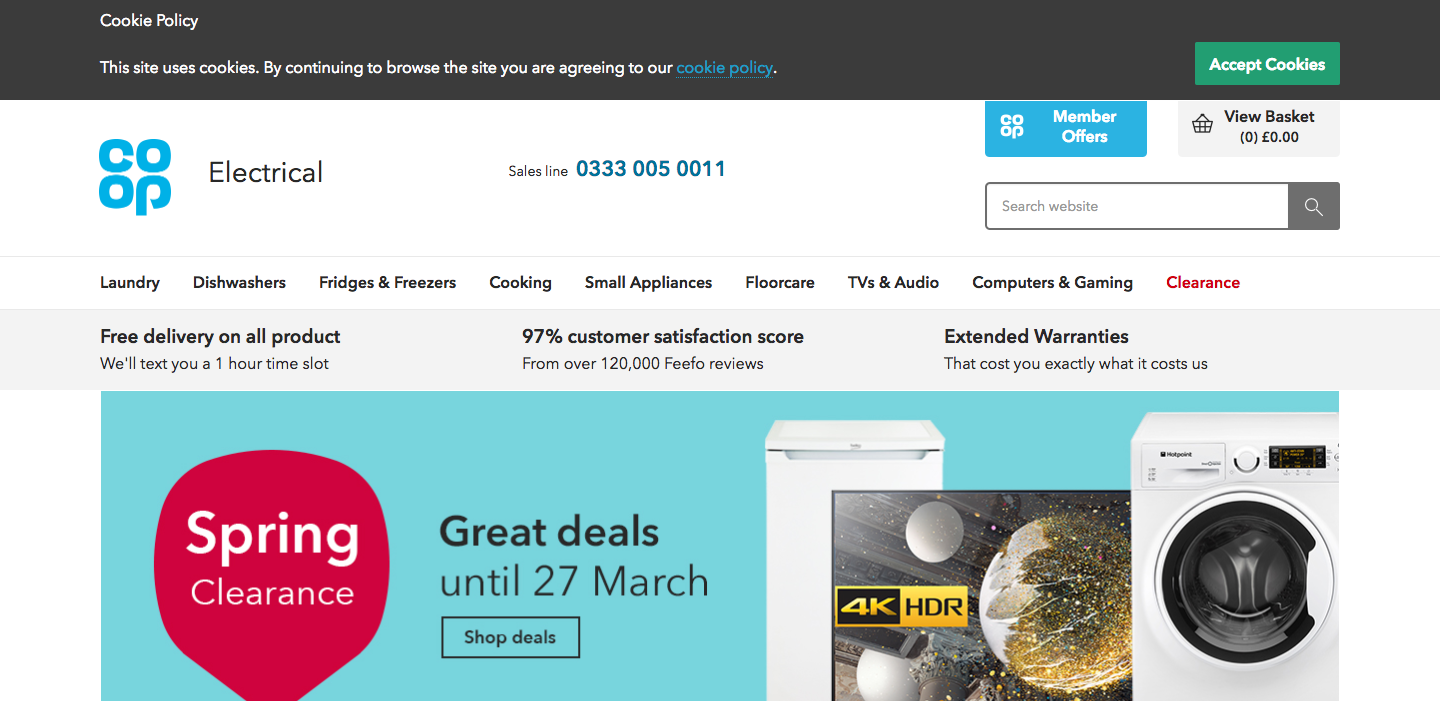 Cookie Policy
This site uses cookies. By continuing to browse the site you are agreeing to our cookie policy.
Accept Cookies
co
op
Electrical
Sales line 0333 005 0011
co
op
Member
Offers
View Basket
(0) £0.00
Search website
Laundry Dishwashers Fridges & Freezers Cooking Small Appliances Floorcare TVs & Audio Computers & Gaming Clearance
Free delivery on all product
We'll text you a 1 hour time slot
97% customer satisfaction score
From over 120,000 Feefo reviews
Extended Warranties
That cost you exactly what it costs us
Spring
Clearance
Great deals
until 27 March
Shop deals
beko
4K HDR
Hotpoint